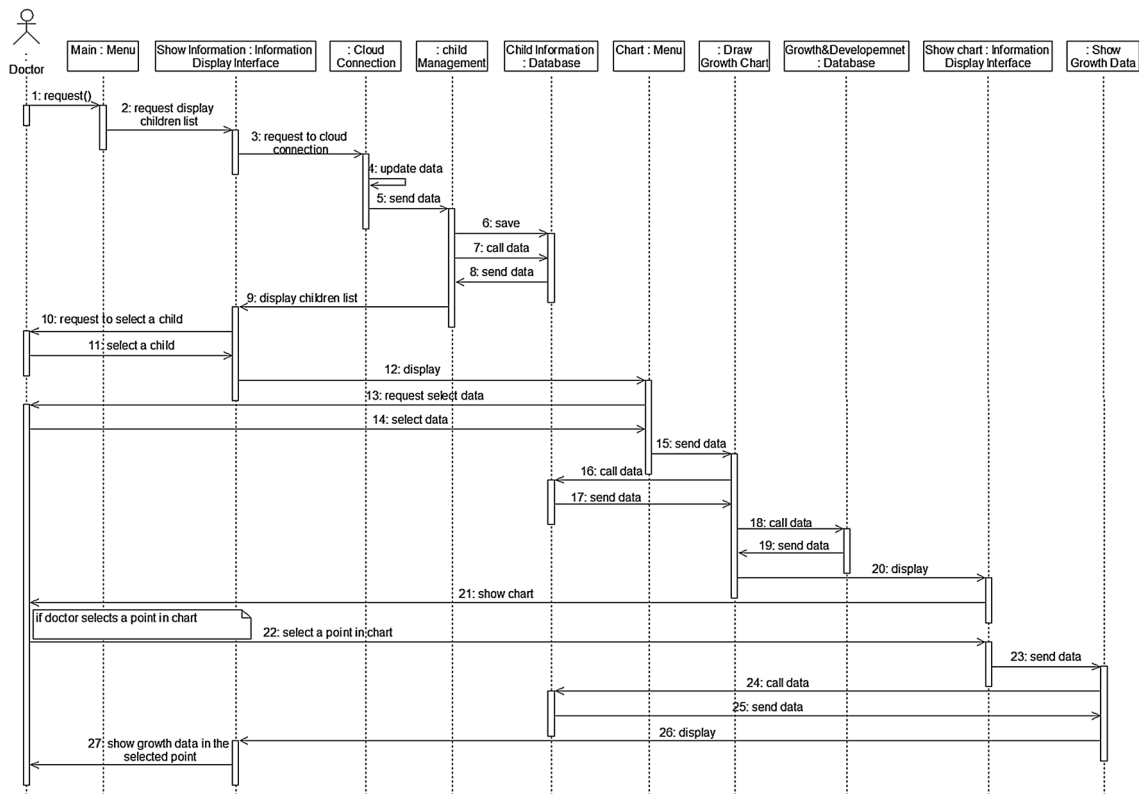 :
Doctor
Main : Menu
Show Information : Information
Display Interface
: Cloud
Connection
: child
Management
Child Information
: Database
Chart : Menu
: Draw
Growth Chart
Growth&Developemnet
: Database
Show chart : Information
Display Interface
: Show
Growth Data
1: request()
2: request display
children list
3: request to cloud
connection
4: update data
5: send data
6: save
7: call data
8: send data
9: display children list
10: request to select a child
11: select a child
12: display
13: request select data
14: select data
15: send data
16: call data
17: send data
18: call data
19: send data
20: display
21: show chart
if doctor selects a point in chart
22: select a point in chart
23: send data
24: call data
25: send data
26: display
27: show growth data in the
selected point